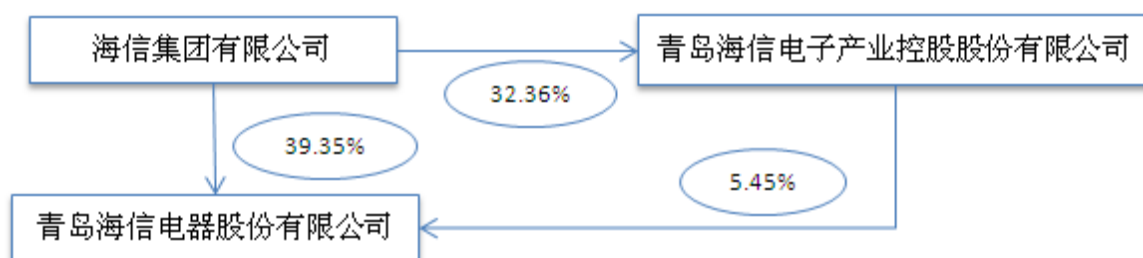 海信集团有限公司
青岛海信电子产业控股股份有限公司
32.36%
39.35%
5.45%
青岛海信电器股份有限公司